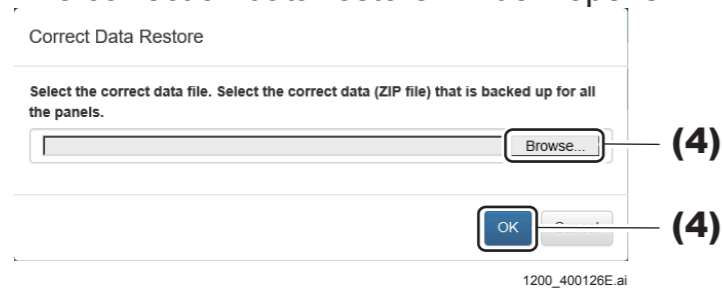 Correct Data Restore
Select the correct data file. Select the correct data (ZIP file) that is backed up for all
the panels.
Browse... (4)
OK (4)
1200_400126E.ai